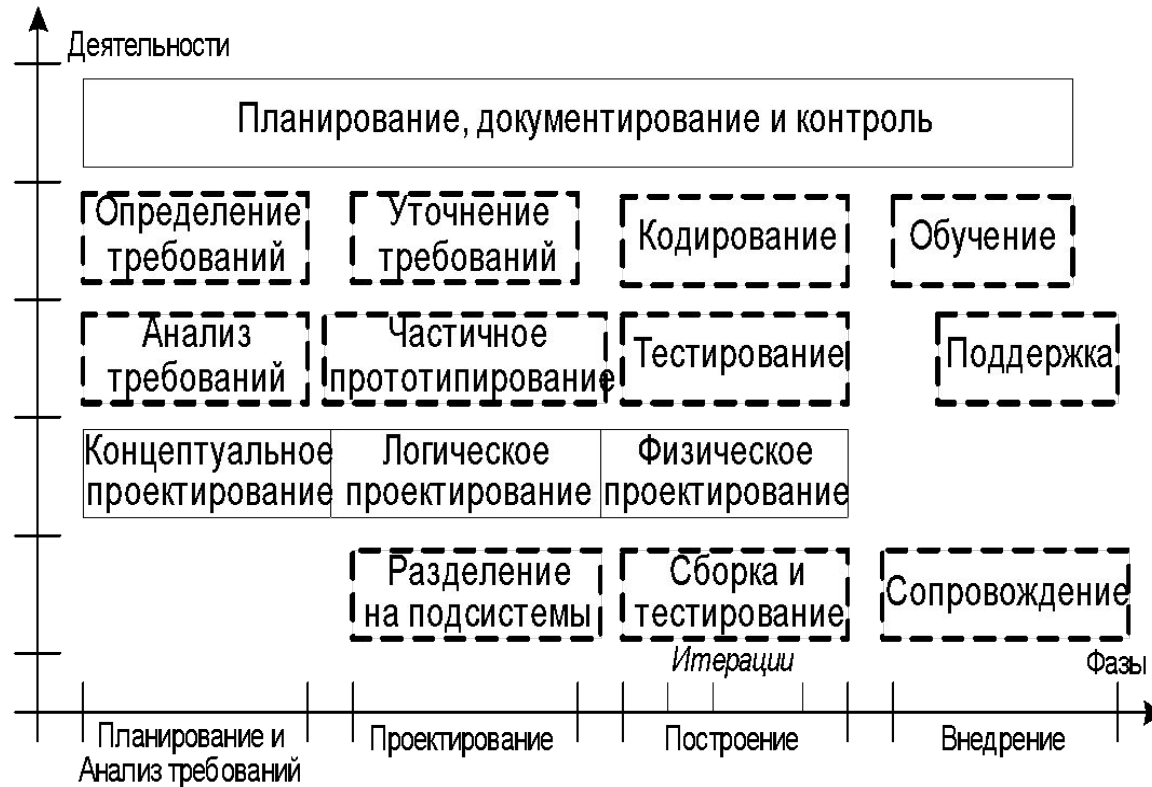 Деятельности
Планирование, документирование и контроль
Определение
требований
Уточнение
требований
Кодирование
Обучение
Анализ
требований
Частичное
прототипирование
Тестирование
Поддержка
Концептуальное
проектирование
Логическое
проектирование
Физическое
проектирование
Разделение
на подсистемы
Сборка и
тестирование
Сопровождение
Итерации
Фазы
Планирование и
Анализ требований
Проектирование
Построение
Внедрение